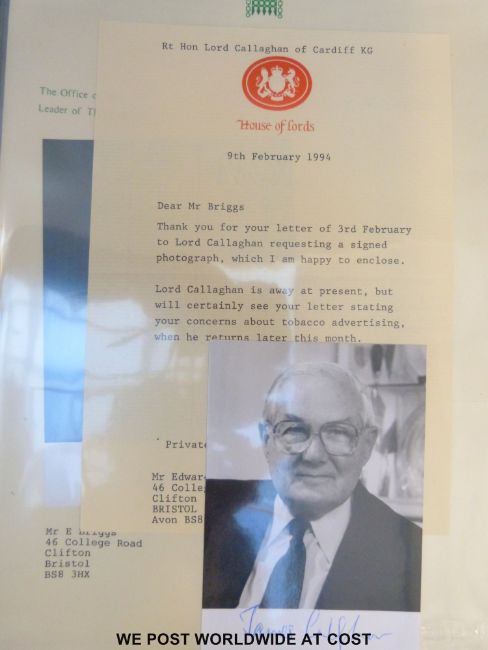 Rt Hon Lord Callaghan of Cardiff KG
House of Lords
9th February 1994
The Office
Leader of
Dear Mr Briggs
Thank you for your letter of 3rd February
to Lord Callaghan requesting a signed
photograph, which I am happy to enclose.
Lord Callaghan is away at present, but
will certainly see your letter stating
your concerns about tobacco advertising,
when he returns later this month.
Private
Mr Edwar
46 Colleg
Clifton
BRISTOL
Avon BS8
Mr E Briggs
46 College Road
Clifton
Bristol
BS8 3HX
James Callaghan
WE POST WORLDWIDE AT COST